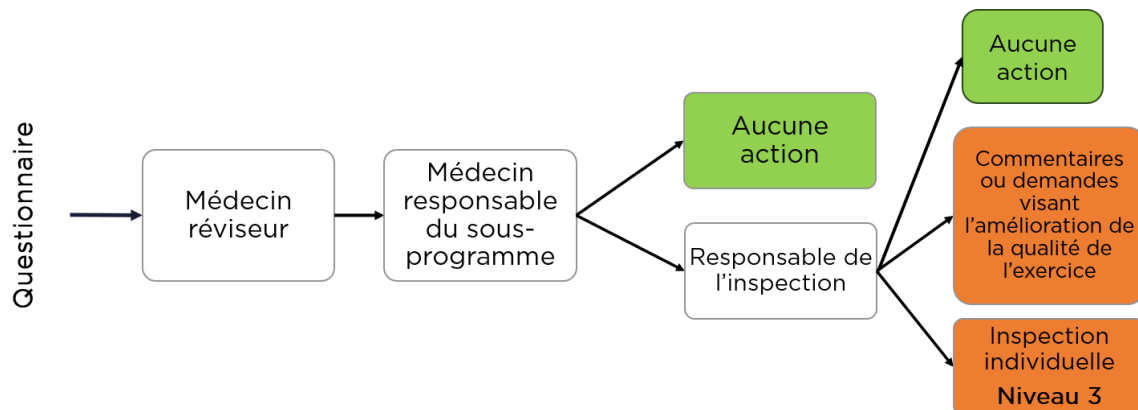 Questionnaire
Médecin
réviseur
Médecin
responsable
du sous-
programme
Aucune
action
Responsable de
l'inspection
Aucune
action
Commentaires
ou demandes
visant
l'amélioration de
la qualité de
l'exercice
Inspection
individuelle
Niveau 3